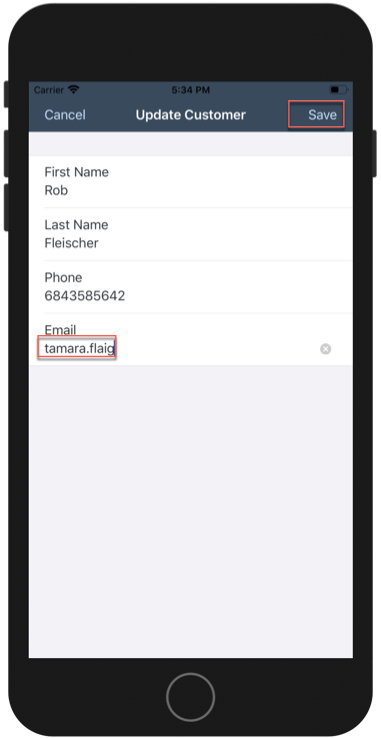 Carrier 5:34 PM
Cancel Update Customer Save
First Name
Rob
Last Name
Fleischer
Phone
6843585642
Email
tamara.flaig